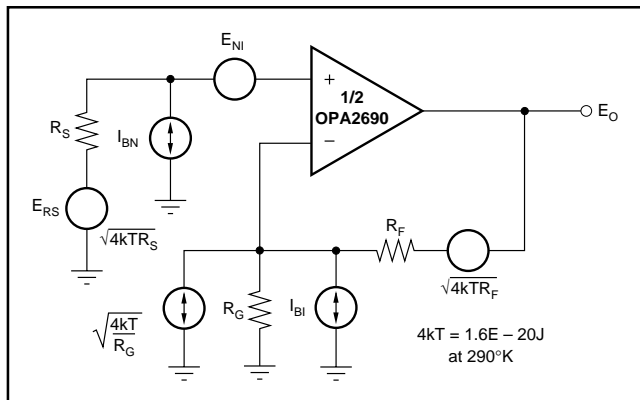 E_NI
+
1/2
OPA2690
−
E_O
R_S
I_BN
E_RS
√4kTR_S
R_F
√4kTR_F
√4kT/R_G
R_G
I_BI
4kT = 1.6E – 20J
at 290°K